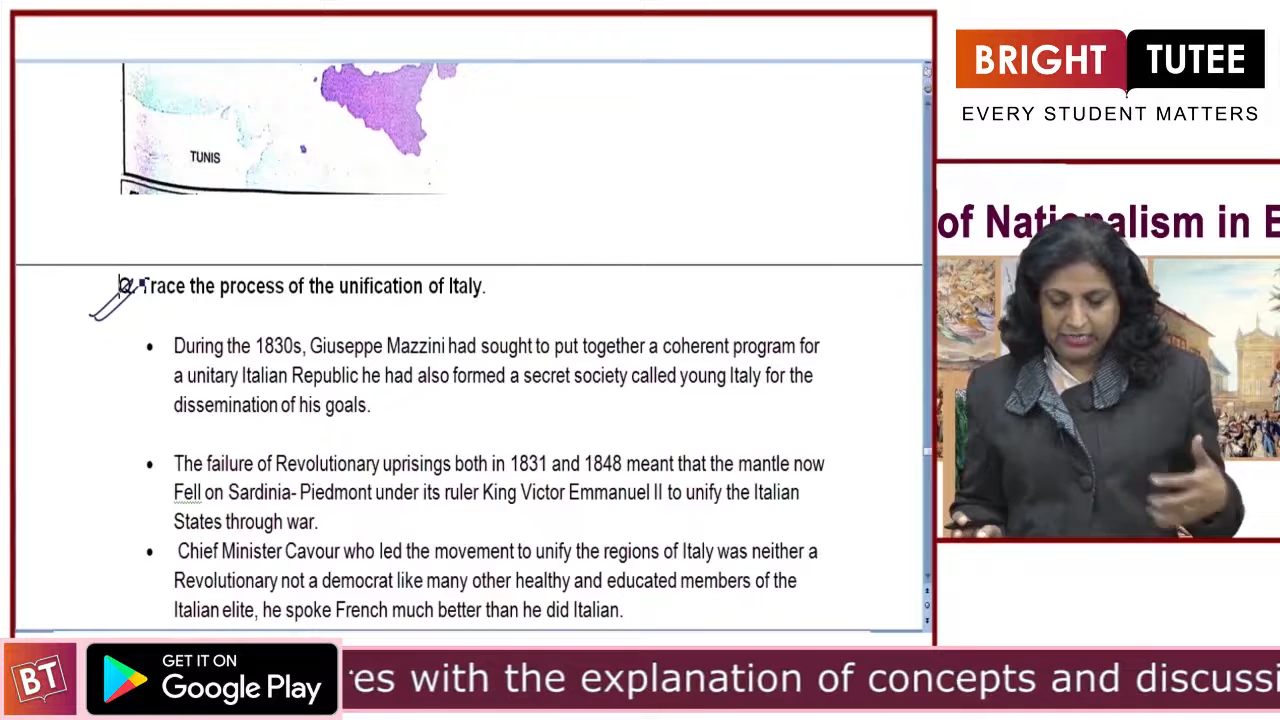 BRIGHT TUTEE
EVERY STUDENT MATTERS
TUNIS
of Nationalism in E
Q. Trace the process of the unification of Italy.
• During the 1830s, Giuseppe Mazzini had sought to put together a coherent program for
a unitary Italian Republic he had also formed a secret society called young Italy for the
dissemination of his goals.
• The failure of Revolutionary uprisings both in 1831 and 1848 meant that the mantle now
Fell on Sardinia- Piedmont under its ruler King Victor Emmanuel II to unify the Italian
States through war.
• Chief Minister Cavour who led the movement to unify the regions of Italy was neither a
Revolutionary not a democrat like many other healthy and educated members of the
Italian elite, he spoke French much better than he did Italian.
BT
GET IT ON
Google Play
res with the explanation of concepts and discussi